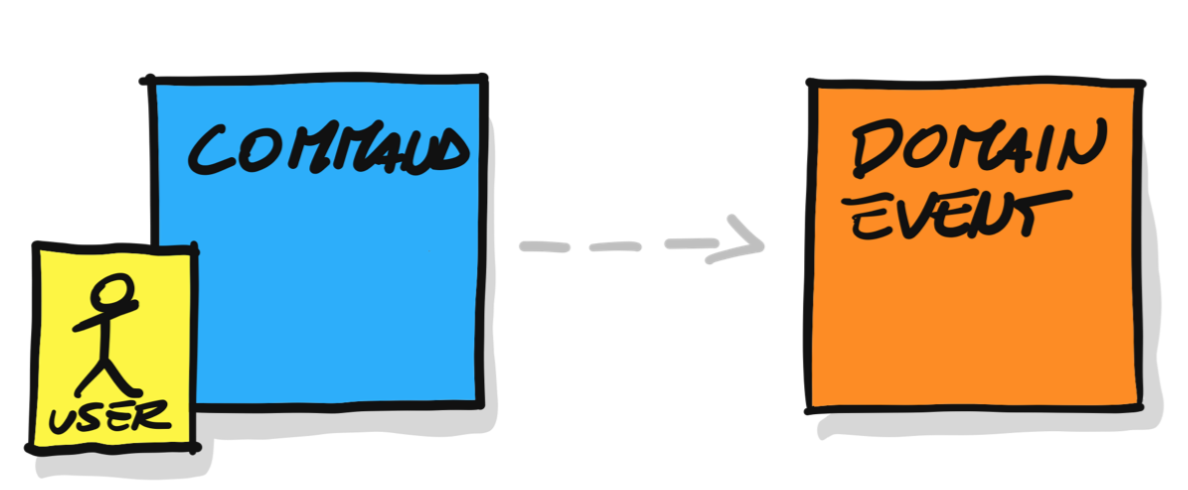 COMMAND
DOMAIN
EVENT
USER